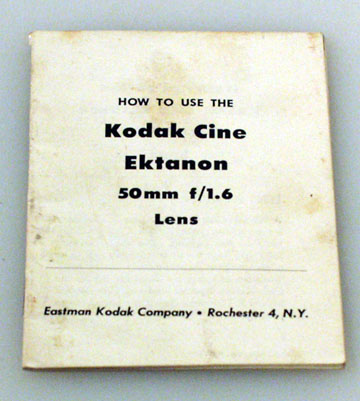 HOW TO USE THE
Kodak Cine
Ektanon
50mm f/1.6
Lens
Eastman Kodak Company • Rochester 4, N.Y.